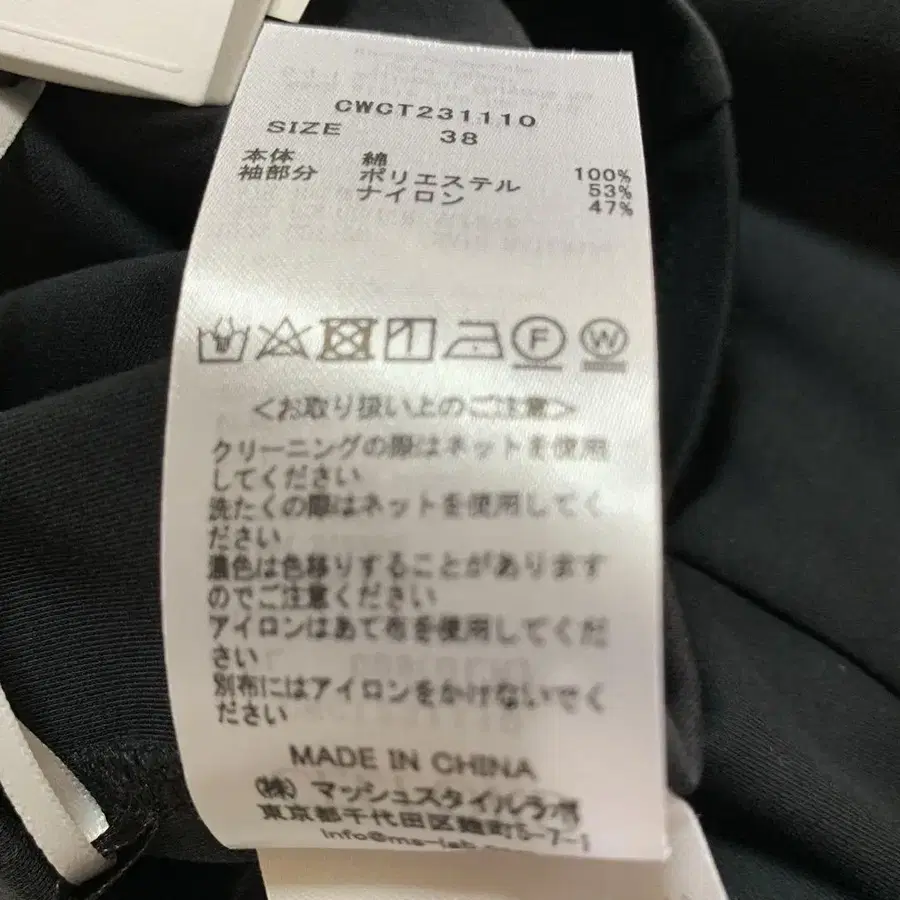 CWCT231110
SIZE 38
本体 綿 100%
袖部分 ポリエステル 53%
ナイロン 47%
F W
<お取り扱い上のご注意>
クリーニングの際はネットを使用
してください
洗たくの際はネットを使用してく
ださい
濃色は色移りすることがあります
のでご注意ください
アイロンはあて布を使用してくだ
さい
別布にはアイロンをかけないでく
ださい
MADE IN CHINA
(株) マッシュスタイルラボ
東京都千代田区麹町5-7-1